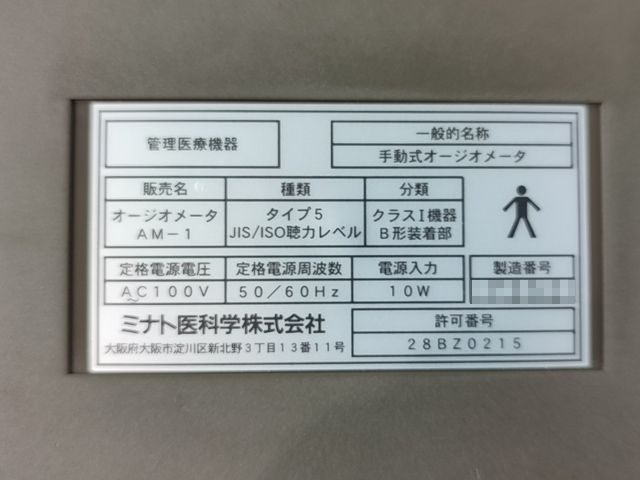 管理医療機器
一般的名称
手動式オージオメータ
販売名
種類
分類
オージオメータ
AM-1
タイプ5
JIS/ISO聴力レベル
クラスI機器
B形装着部
定格電源電圧
定格電源周波数
電源入力
製造番号
AC100V
50/60Hz
10W
ミナト医科学株式会社
大阪府大阪市淀川区新北野3丁目13番11号
許可番号
28BZ0215